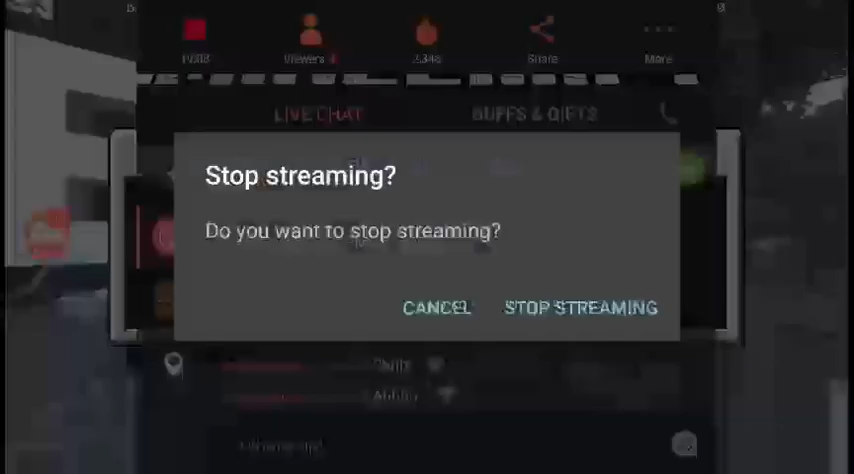 Viewers
Share
More
LIVE CHAT
BUFFS & GIFTS
Stop streaming?
Do you want to stop streaming?
CANCEL
STOP STREAMING